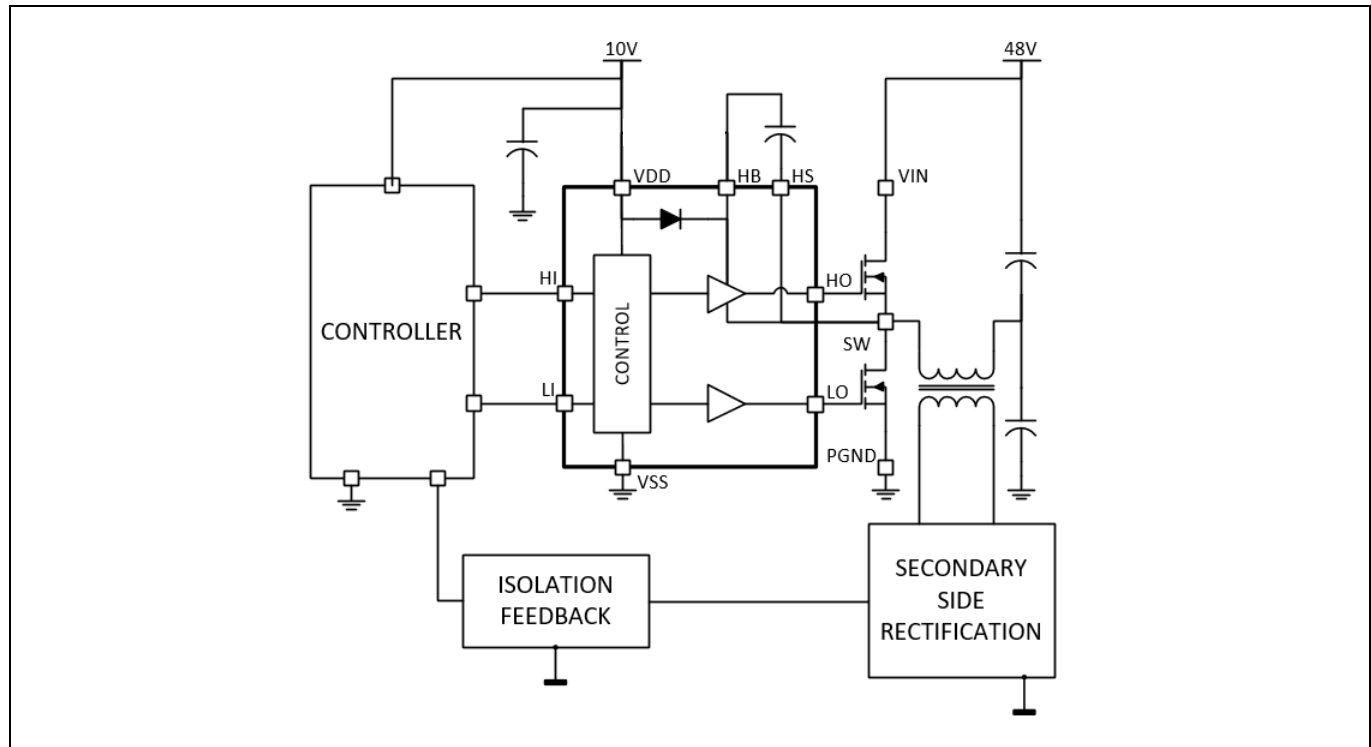 10V
48V
VDD
HB
HS
VIN
HI
HO
CONTROLLER
CONTROL
SW
LI
LO
PGND
VSS
ISOLATION
FEEDBACK
SECONDARY
SIDE
RECTIFICATION